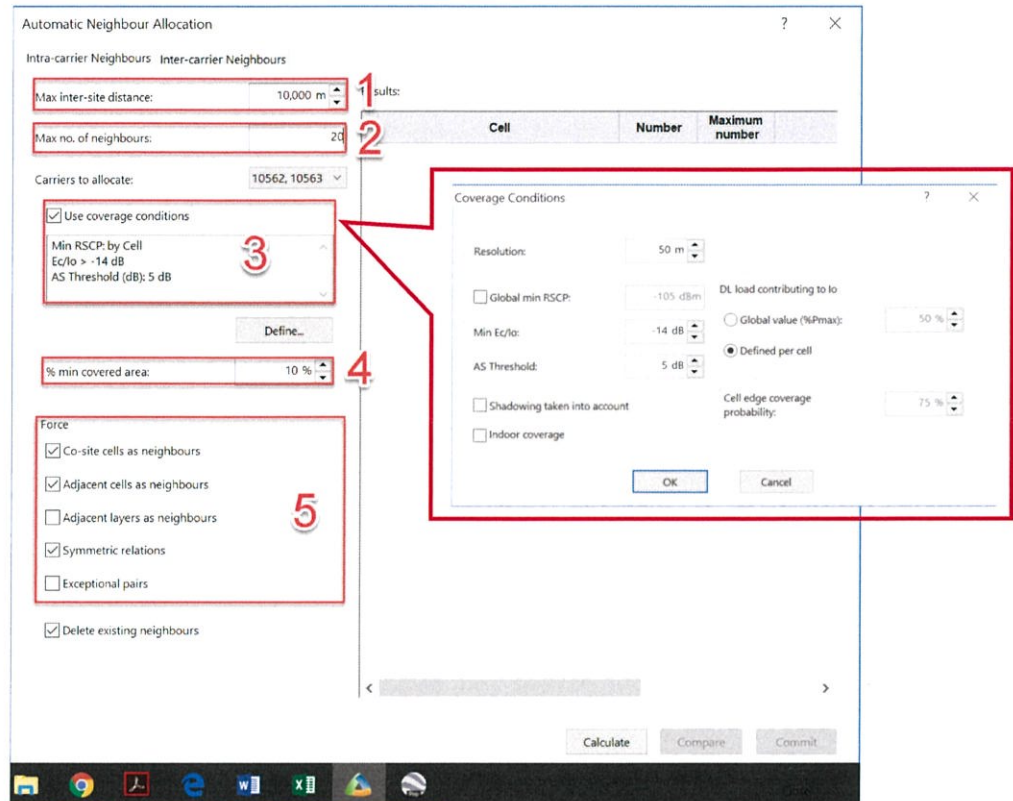 Automatic Neighbour Allocation ? ×
Intra-carrier Neighbours Inter-carrier Neighbours
Max inter-site distance: 10,000 m 1
sults:
Max no. of neighbours: 20 2
Cell Number Maximum number
Carriers to allocate: 10562, 10563
Use coverage conditions
Min RSCP: by Cell
Ec/Io > -14 dB
AS Threshold (dB): 5 dB
3
Define...
% min covered area: 10 % 4
Force
Co-site cells as neighbours
Adjacent cells as neighbours
Adjacent layers as neighbours
Symmetric relations
Exceptional pairs
5
Delete existing neighbours
Coverage Conditions ? ×
Resolution: 50 m
Global min RSCP: -105 dBm
DL load contributing to Io
Min Ec/Io: -14 dB
Global value (%Pmax): 50 %
AS Threshold: 5 dB
Defined per cell
Shadowing taken into account
Cell edge coverage
probability: 75 %
Indoor coverage
OK Cancel
Calculate Compare Commit